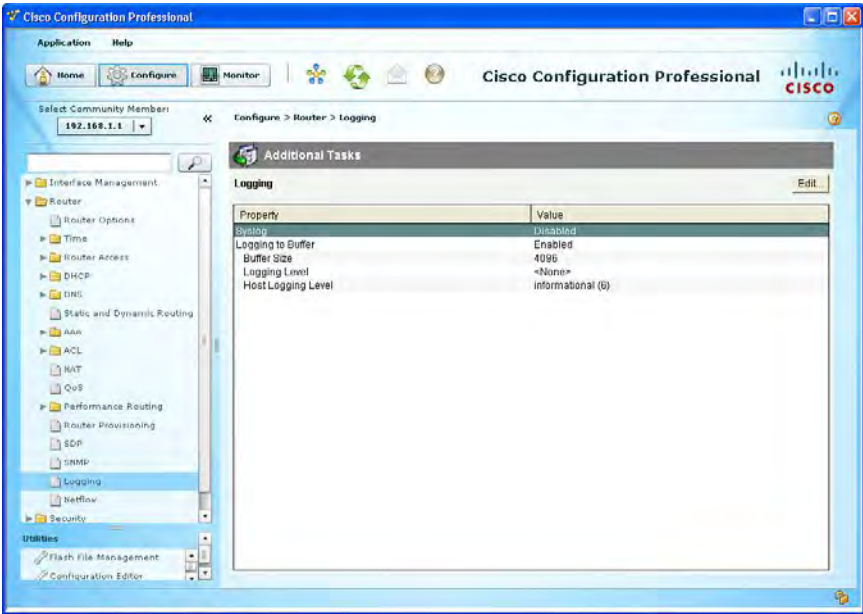 Cisco Configuration Professional
Application Help
Home Configure Monitor Cisco Configuration Professional CISCO
Select Community Member:
192.168.1.1
«
Configure > Router > Logging
Additional Tasks
Logging Edit...
Property Value
Syslog Disabled
Logging to Buffer Enabled
Buffer Size 4096
Logging Level <None>
Host Logging Level informational (6)
Interface Management
Router
Router Options
Time
Router Access
DHCP
DNS
Static and Dynamic Routing
AAA
ACL
NAT
QoS
Performance Routing
Router Provisioning
SDP
SNMP
Logging
Netflow
Security
Utilities
Flash File Management
Configuration Editor